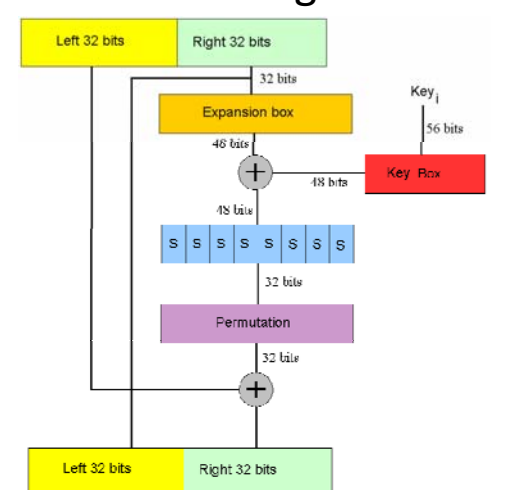 Left 32 bits
Right 32 bits
32 bits
Key i
Expansion box
56 bits
48 bits
+
Key Box
48 bits
48 bits
S S S S S S S S
32 bits
Permutation
32 bits
+
Left 32 bits
Right 32 bits